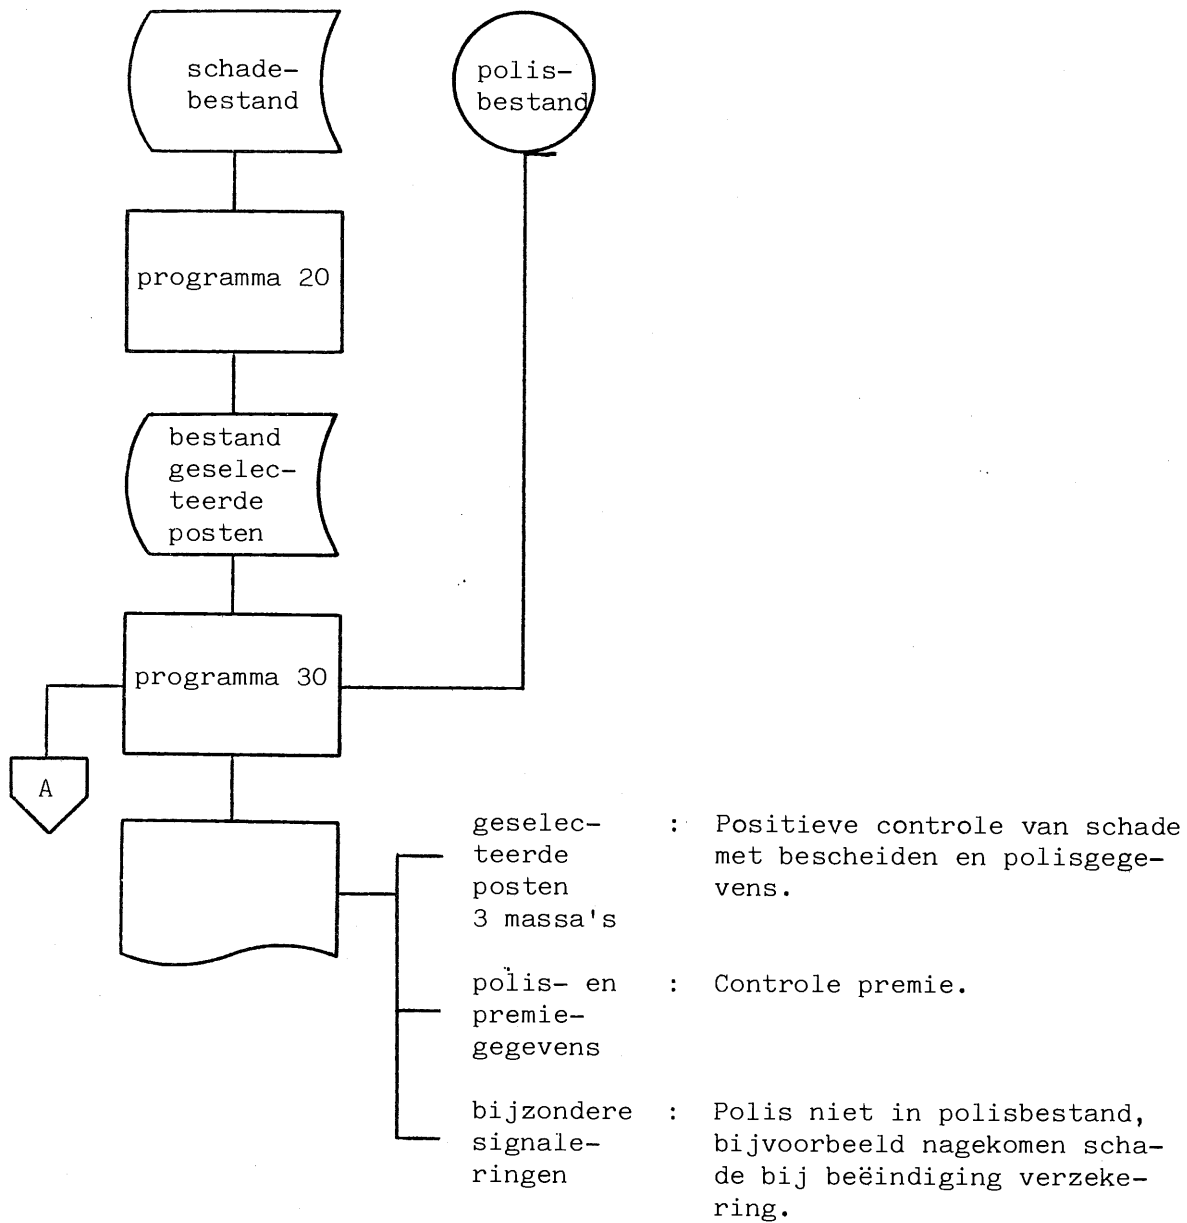 schade-
bestand
polis-
bestand
programma 20
bestand
geselec-
teerde
posten
programma 30
A
geselec-
teerde
posten
3 massa's
: Positieve controle van schade
met bescheiden en polisgege-
vens.
polis- en
premie-
gegevens
: Controle premie.
bijzondere
signale-
ringen
: Polis niet in polisbestand,
bijvoorbeeld nagekomen scha-
de bij beëindiging verzeke-
ring.